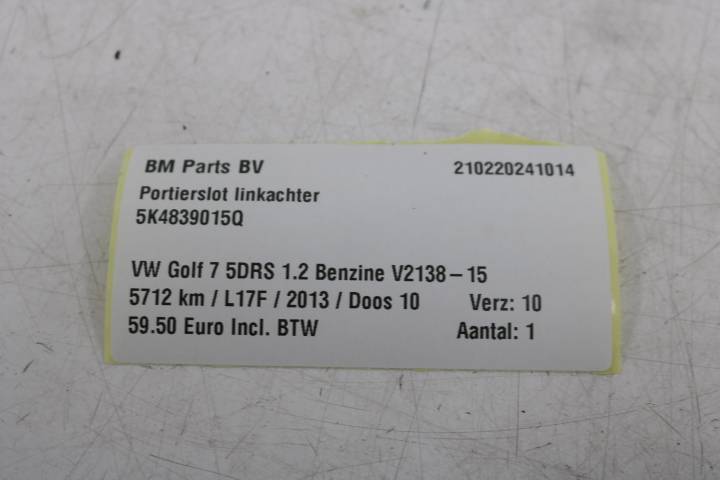 BM Parts BV 210220241014
Portierslot linkachter
5K4839015Q
VW Golf 7 5DRS 1.2 Benzine V2138-15
5712 km / L17F / 2013 / Doos 10 Verz: 10
59.50 Euro Incl. BTW Aantal: 1